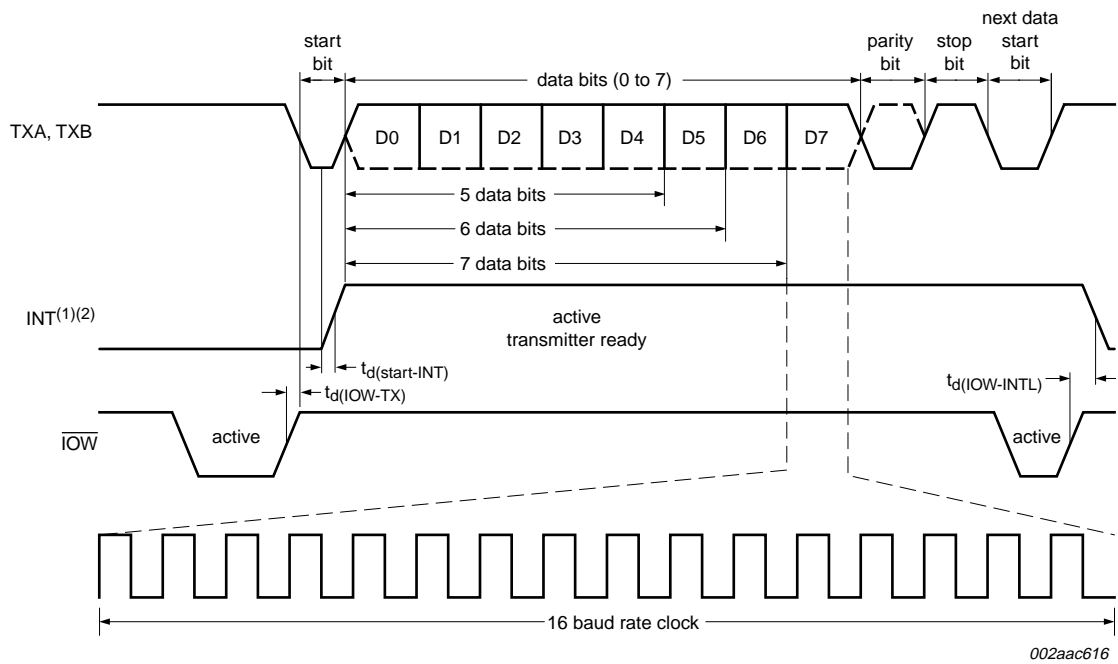 start
bit
data bits (0 to 7)
parity
bit
stop
bit
next data
start
bit
TXA, TXB
D0 D1 D2 D3 D4 D5 D6 D7
5 data bits
6 data bits
7 data bits
INT(1)(2)
active
transmitter ready
td(start-INT)
td(IOW-TX)
td(IOW-INTL)
IOW
active
active
16 baud rate clock
002aac616